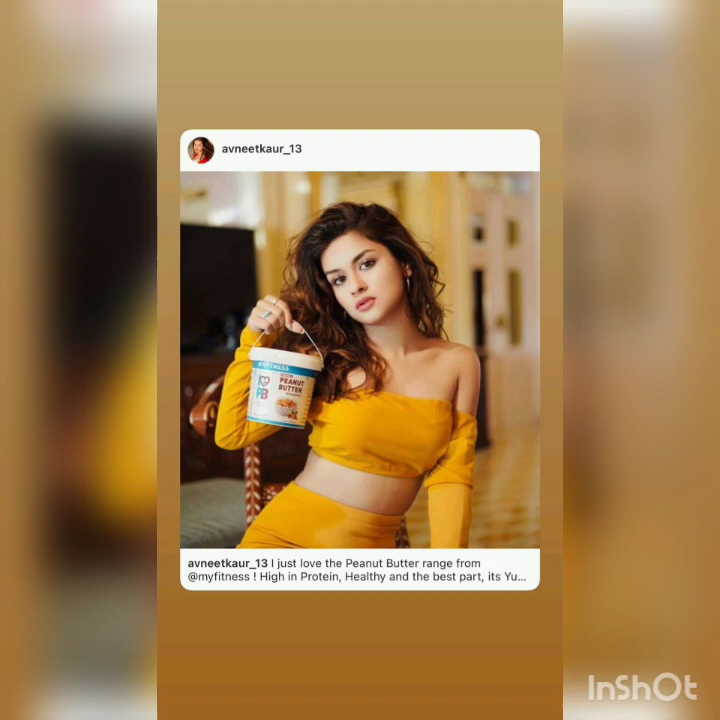 avneetkaur_13
MYFITNESS
PEANUT
BUTTER
PB
avneetkaur_13 I just love the Peanut Butter range from
@myfitness ! High in Protein, Healthy and the best part, its Yu...
InShOt